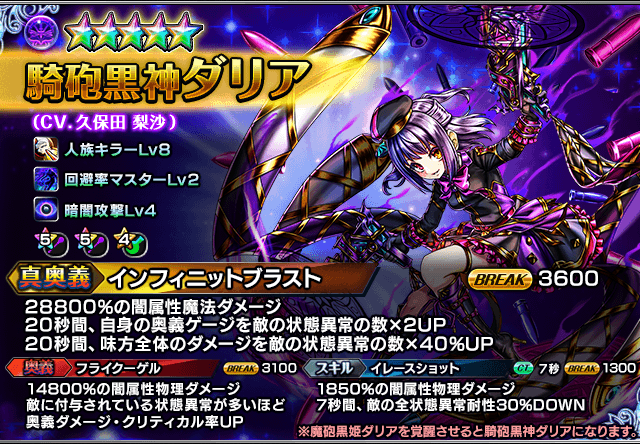 騎砲黒神ダリア
(CV.久保田 梨沙)
人族キラーLv8
回避率マスターLv2
暗闇攻撃Lv4
5 5 4
真奥義 インフィニットブラスト BREAK 3600
28800%の闇属性魔法ダメージ
20秒間、自身の奥義ゲージを敵の状態異常の数×2UP
20秒間、味方全体のダメージを敵の状態異常の数×40%UP
奥義 フライクーゲル BREAK 3100
14800%の闇属性物理ダメージ
敵に付与されている状態異常が多いほど
奥義ダメージ・クリティカル率UP
スキル イレースショット CT 7秒 BREAK 1300
1850%の闇属性物理ダメージ
7秒間、敵の全状態異常耐性30%DOWN
※魔砲黒姫ダリアを覚醒させると騎砲黒神ダリアになります。